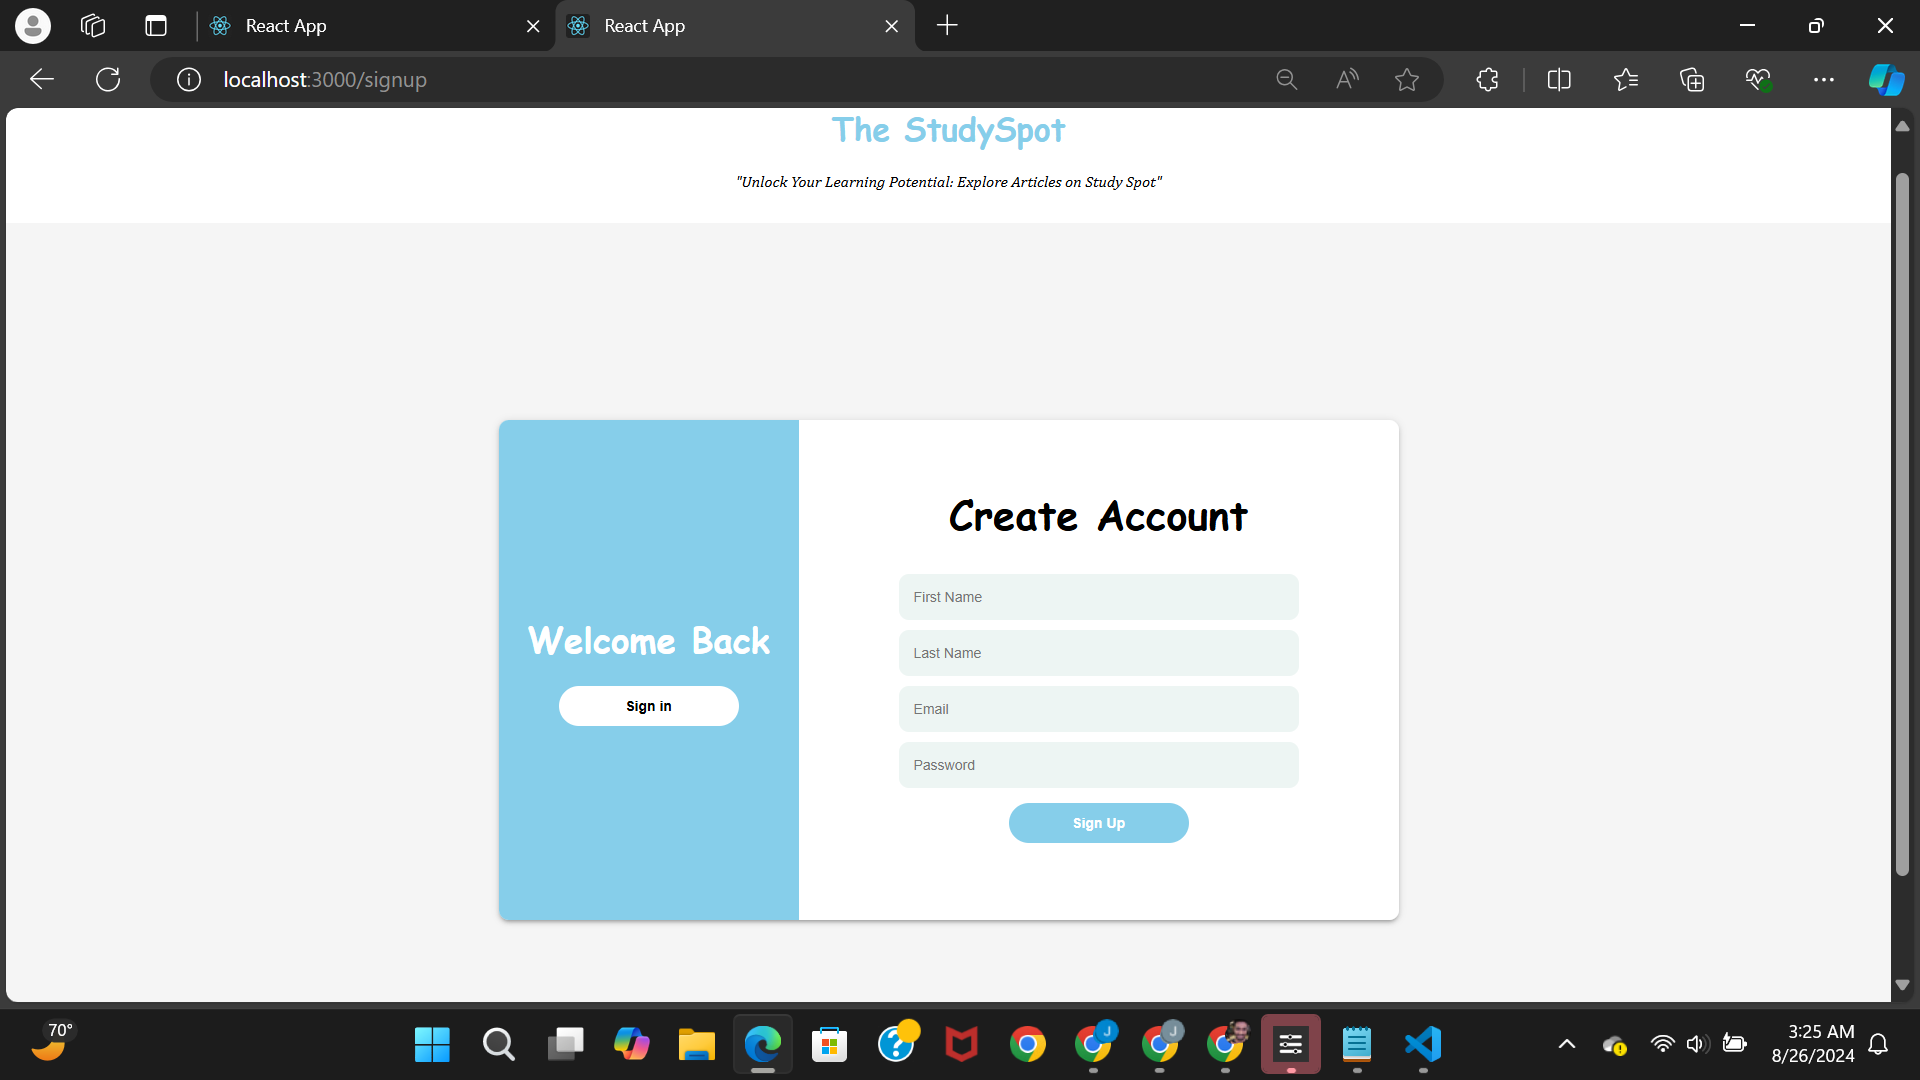 React App
React App
localhost:3000/signup
The StudySpot
"Unlock Your Learning Potential: Explore Articles on Study Spot"
Create Account
First Name
Last Name
Welcome Back
Sign in
Email
Password
Sign Up
70°
J
J
3:25 AM
8/26/2024